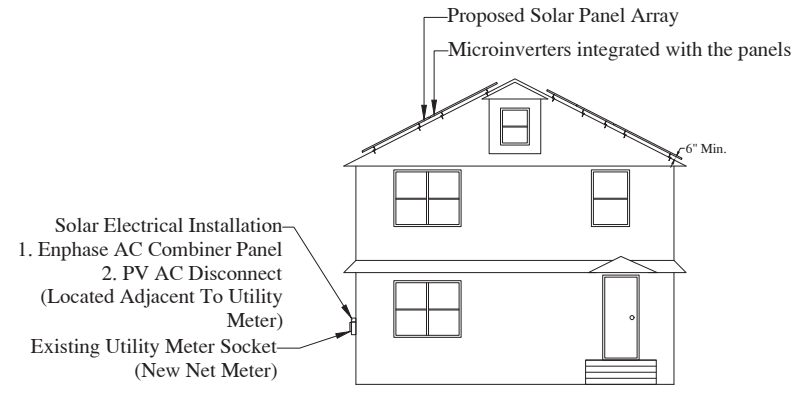 Proposed Solar Panel Array
Microinverters integrated with the panels
6" Min.
Solar Electrical Installation
1. Enphase AC Combiner Panel
2. PV AC Disconnect
(Located Adjacent To Utility
Meter)
Existing Utility Meter Socket
(New Net Meter)